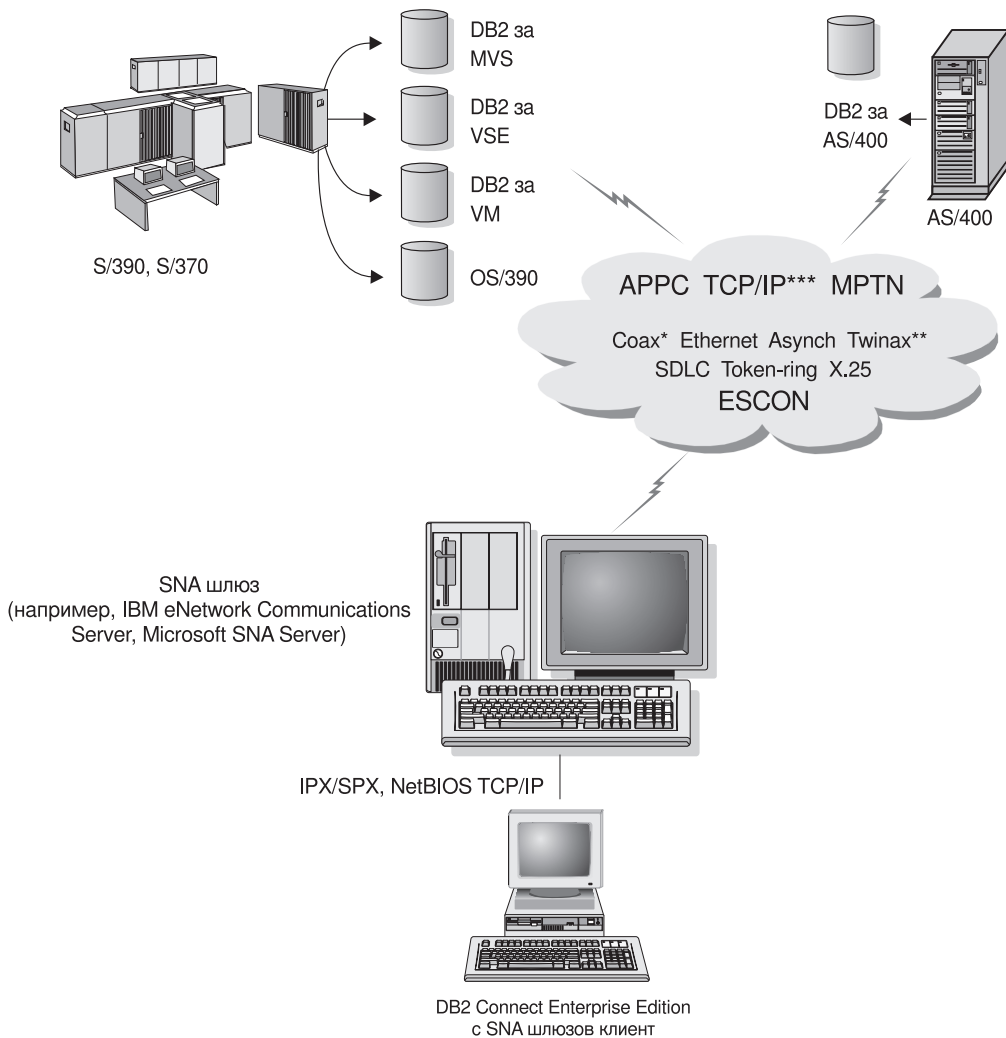 DB2 за
MVS
DB2 за
VSE
DB2 за
VM
OS/390
S/390, S/370
DB2 за
AS/400
AS/400
APPC TCP/IP*** MPTN
Coax* Ethernet Asynch Twinax**
SDLC Token-ring X.25
ESCON
SNA шлюз
(например, IBM eNetwork Communications
Server, Microsoft SNA Server)
IPX/SPX, NetBIOS TCP/IP
DB2 Connect Enterprise Edition
с SNA шлюзов клиент